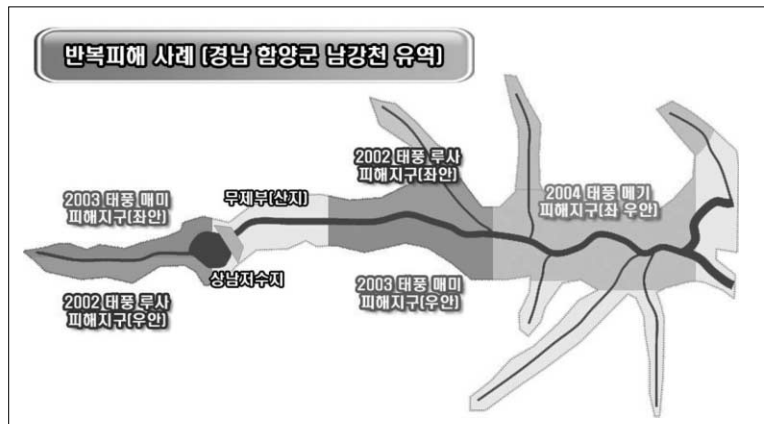 반복피해 사례 [경남 함양군 남강천 유역]
2002 태풍 루사
피해지구[좌안]
2003 태풍 매미
피해지구[좌안]
무제부[산지]
2004 태풍 메기
피해지구[좌 우안]
상남저수지
2002 태풍 루사
피해지구[우안]
2003 태풍 매미
피해지구[우안]